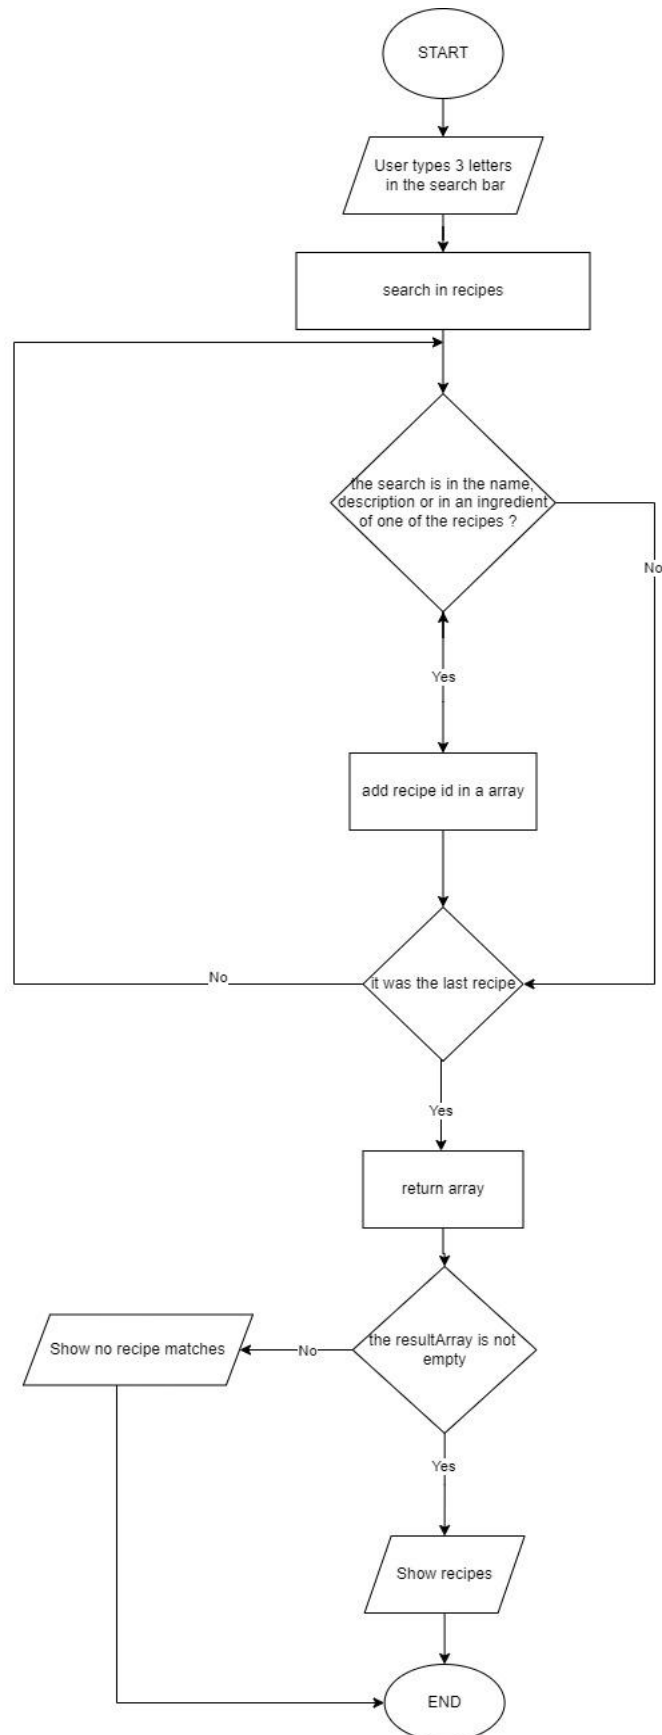 START
User types 3 letters
in the search bar
search in recipes
the search is in the name,
description or in an ingredient
of one of the recipes ?
No
Yes
add recipe id in a array
it was the last recipe
No
Yes
return array
the resultArray is not
empty
No
Show no recipe matches
Yes
Show recipes
END